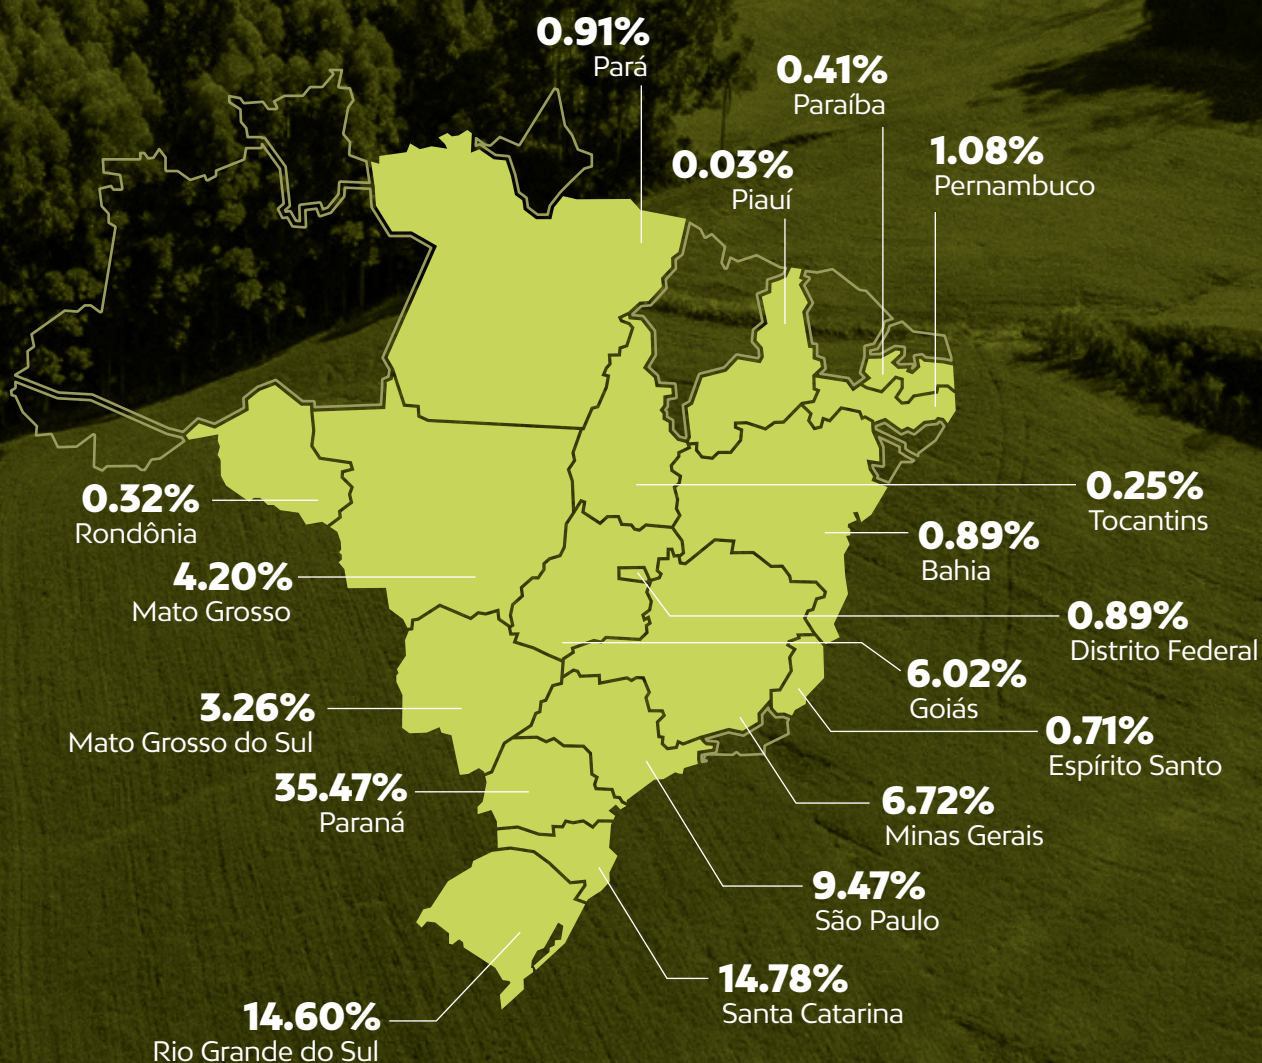 0.91%
Pará
0.41%
Paraíba
0.03%
Piauí
1.08%
Pernambuco
0.32%
Rondônia
0.25%
Tocantins
4.20%
Mato Grosso
0.89%
Bahia
0.89%
Distrito Federal
3.26%
Mato Grosso do Sul
6.02%
Goiás
0.71%
Espírito Santo
35.47%
Paraná
6.72%
Minas Gerais
9.47%
São Paulo
14.78%
Santa Catarina
14.60%
Rio Grande do Sul